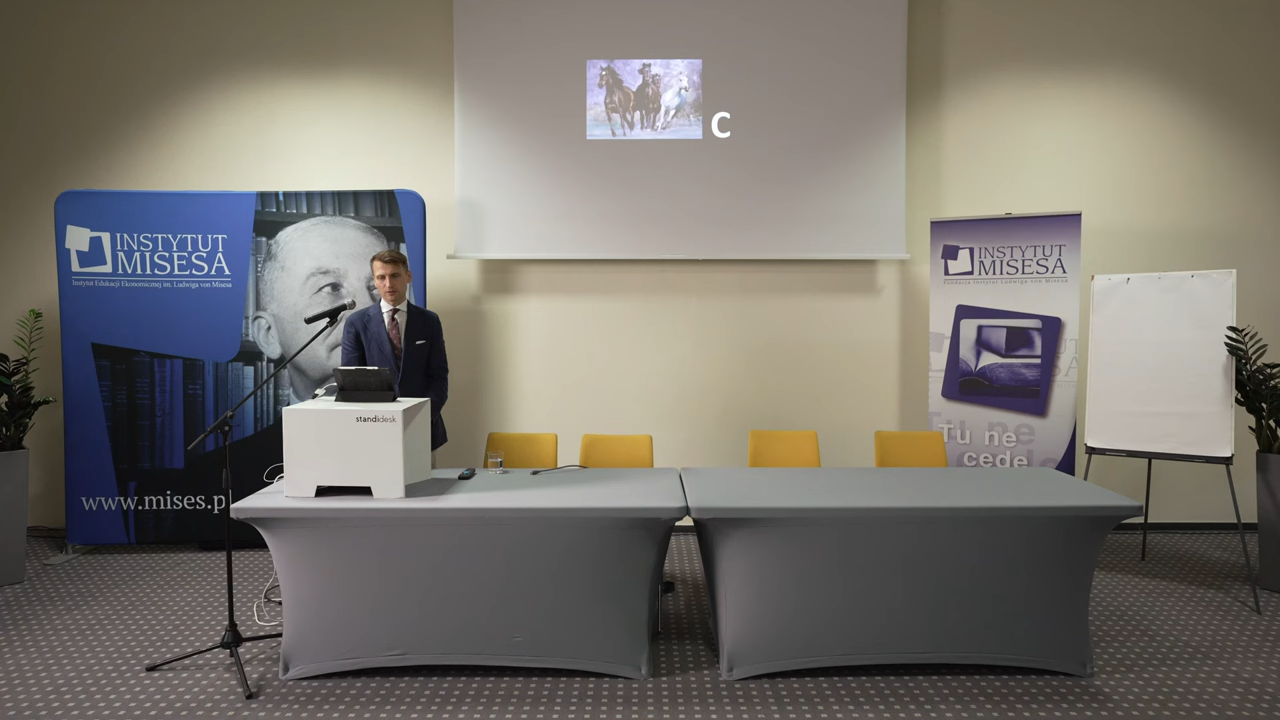 C
INSTYTUT
MISESA
Instytut Edukacji Ekonomicznej im. Ludwiga von Misesa
www.mises.pl
standidesk
INSTYTUT
MISESA
Fundacja Instytut Ludwiga von Misesa
Tu ne
cede